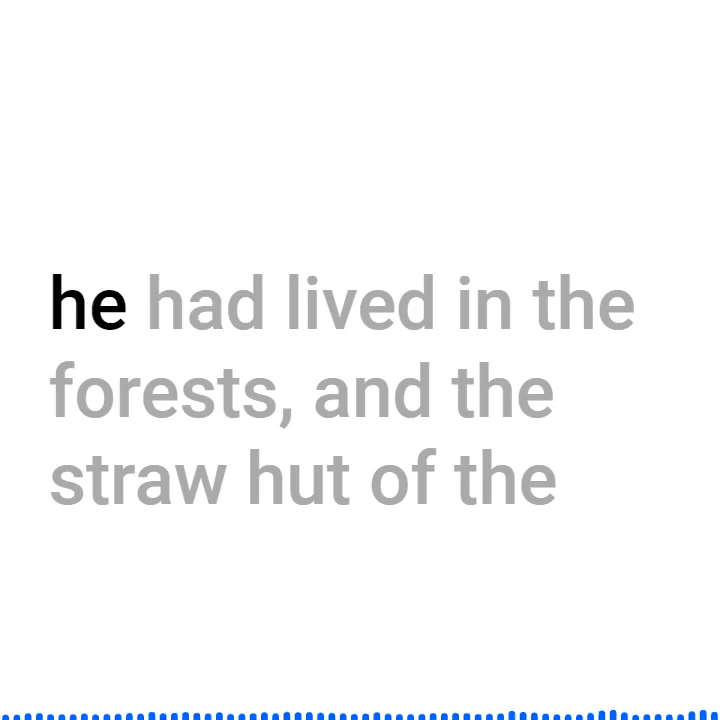 he had lived in the
forests, and the
straw hut of the